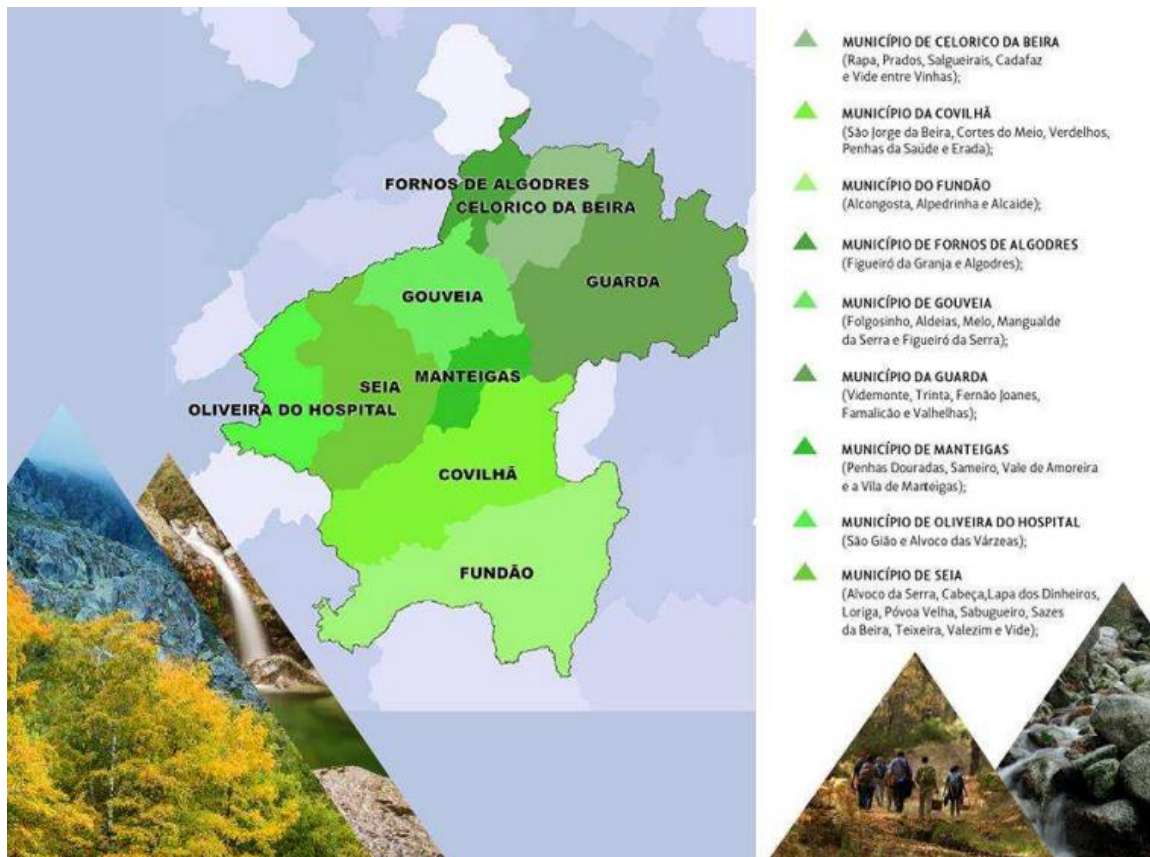 FORNOS DE ALGODRES
CELORICO DA BEIRA
GUARDA
GOUVEIA
MANTEIGAS
SEIA
OLIVEIRA DO HOSPITAL
COVILHÃ
FUNDÃO
MUNICÍPIO DE CELORICO DA BEIRA
(Rapa, Prados, Salgueirais, Cadafaz
e Vide entre Vinhas);
MUNICÍPIO DA COVILHÃ
(São Jorge da Beira, Cortes do Meio, Verdelhos,
Penhas da Saúde e Erada);
MUNICÍPIO DO FUNDÃO
(Alcongosta, Alpedrinha e Alcaide);
MUNICÍPIO DE FORNOS DE ALGODRES
(Figueiró da Granja e Algodres);
MUNICÍPIO DE GOUVEIA
(Folgosinho, Aldeias, Melo, Mangualde
da Serra e Figueiró da Serra);
MUNICÍPIO DA GUARDA
(Videmonte, Trinta, Fernão Joanes,
Famalicão e Valhelhas);
MUNICÍPIO DE MANTEIGAS
(Penhas Douradas, Sameiro, Vale de Amoreira
e a Vila de Manteigas);
MUNICÍPIO DE OLIVEIRA DO HOSPITAL
(São Gião e Alvoco das Várzeas);
MUNICÍPIO DE SEIA
(Alvoco da Serra, Cabeça,Lapa dos Dinheiros,
Loriga, Póvoa Velha, Sabugueiro, Sazes
da Beira, Teixeira, Valezim e Vide);